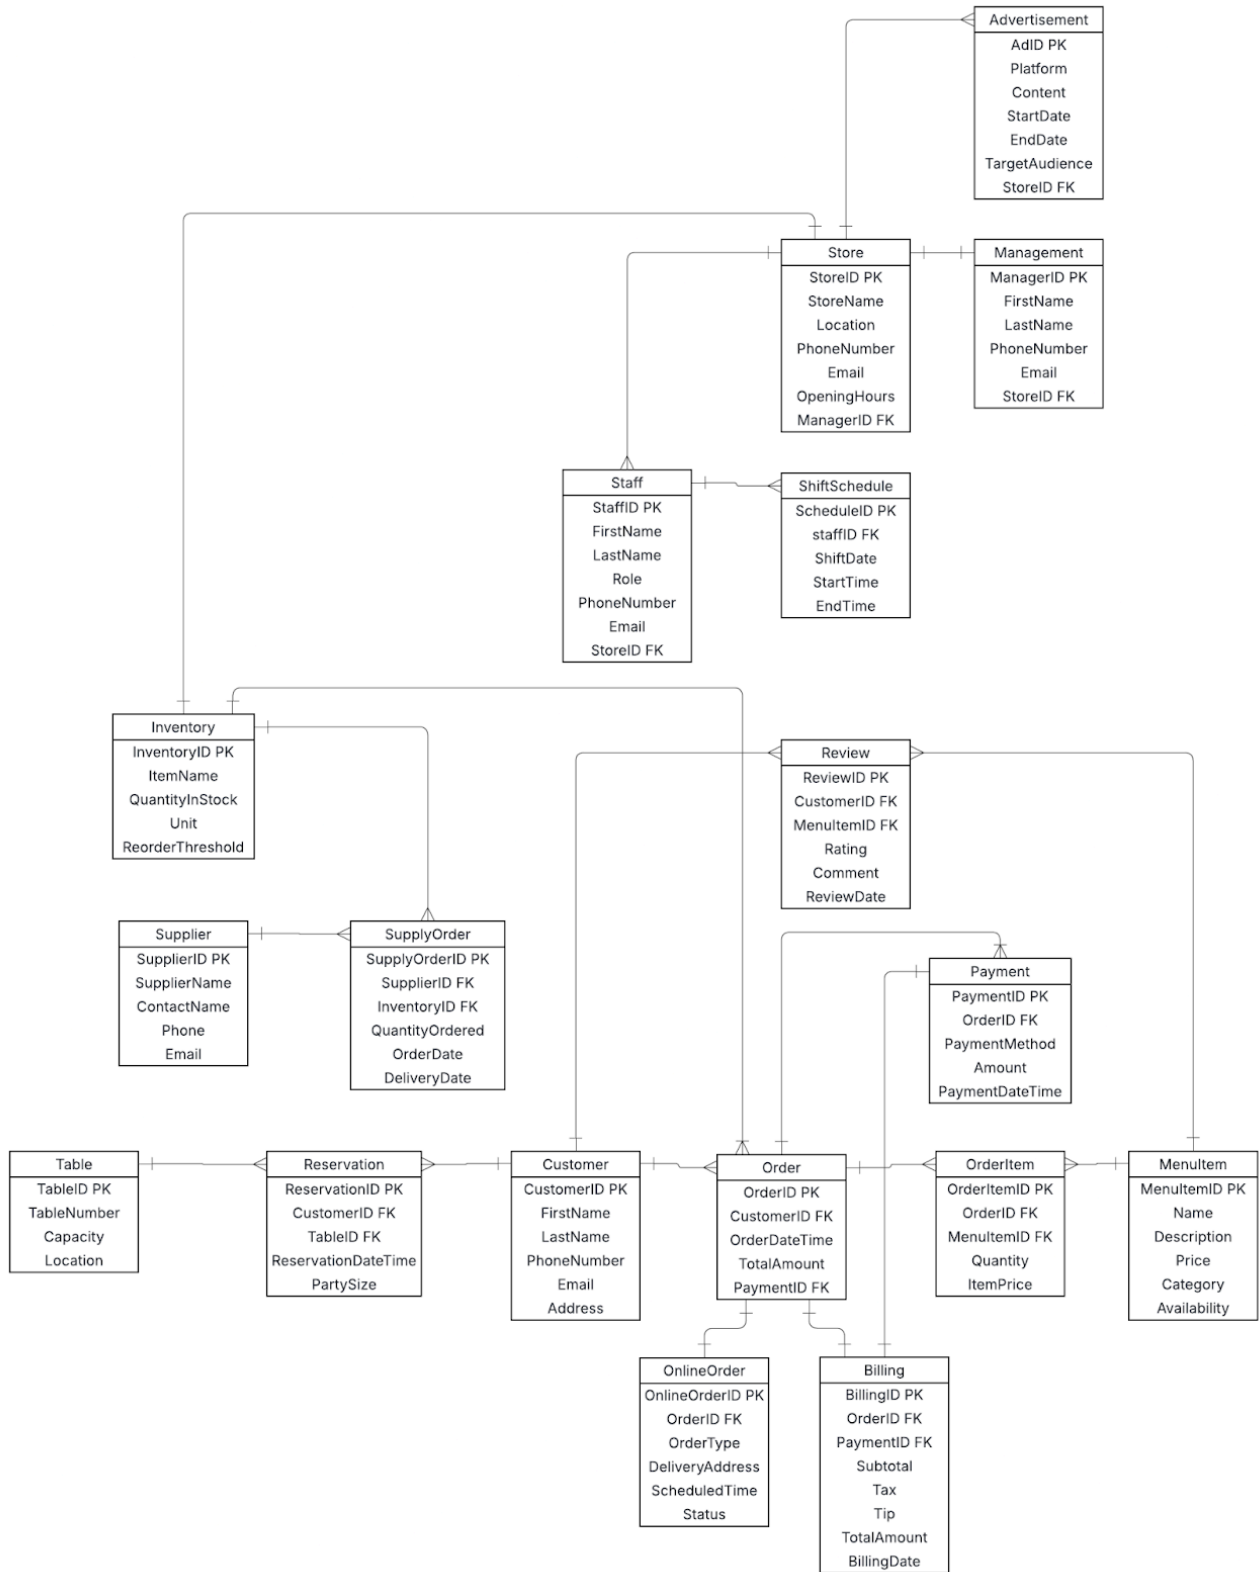 Advertisement
AdID PK
Platform
Content
StartDate
EndDate
TargetAudience
StoreID FK
Store
StoreID PK
StoreName
Location
PhoneNumber
Email
OpeningHours
ManagerID FK
Management
ManagerID PK
FirstName
LastName
PhoneNumber
Email
StoreID FK
Staff
StaffID PK
FirstName
LastName
Role
PhoneNumber
Email
StoreID FK
ShiftSchedule
ScheduleID PK
staffID FK
ShiftDate
StartTime
EndTime
Inventory
InventoryID PK
ItemName
QuantityInStock
Unit
ReorderThreshold
Review
ReviewID PK
CustomerID FK
MenuItemID FK
Rating
Comment
ReviewDate
Supplier
SupplierID PK
SupplierName
ContactName
Phone
Email
SupplyOrder
SupplyOrderID PK
SupplierID FK
InventoryID FK
QuantityOrdered
OrderDate
DeliveryDate
Payment
PaymentID PK
OrderID FK
PaymentMethod
Amount
PaymentDateTime
Table
TableID PK
TableNumber
Capacity
Location
Reservation
ReservationID PK
CustomerID FK
TableID FK
ReservationDateTime
PartySize
Customer
CustomerID PK
FirstName
LastName
PhoneNumber
Email
Address
Order
OrderID PK
CustomerID FK
OrderDateTime
TotalAmount
PaymentID FK
OrderItem
OrderItemID PK
OrderID FK
MenuItemID FK
Quantity
ItemPrice
MenuItem
MenuItemID PK
Name
Description
Price
Category
Availability
OnlineOrder
OnlineOrderID PK
OrderID FK
OrderType
DeliveryAddress
ScheduledTime
Status
Billing
BillingID PK
OrderID FK
PaymentID FK
Subtotal
Tax
Tip
TotalAmount
BillingDate